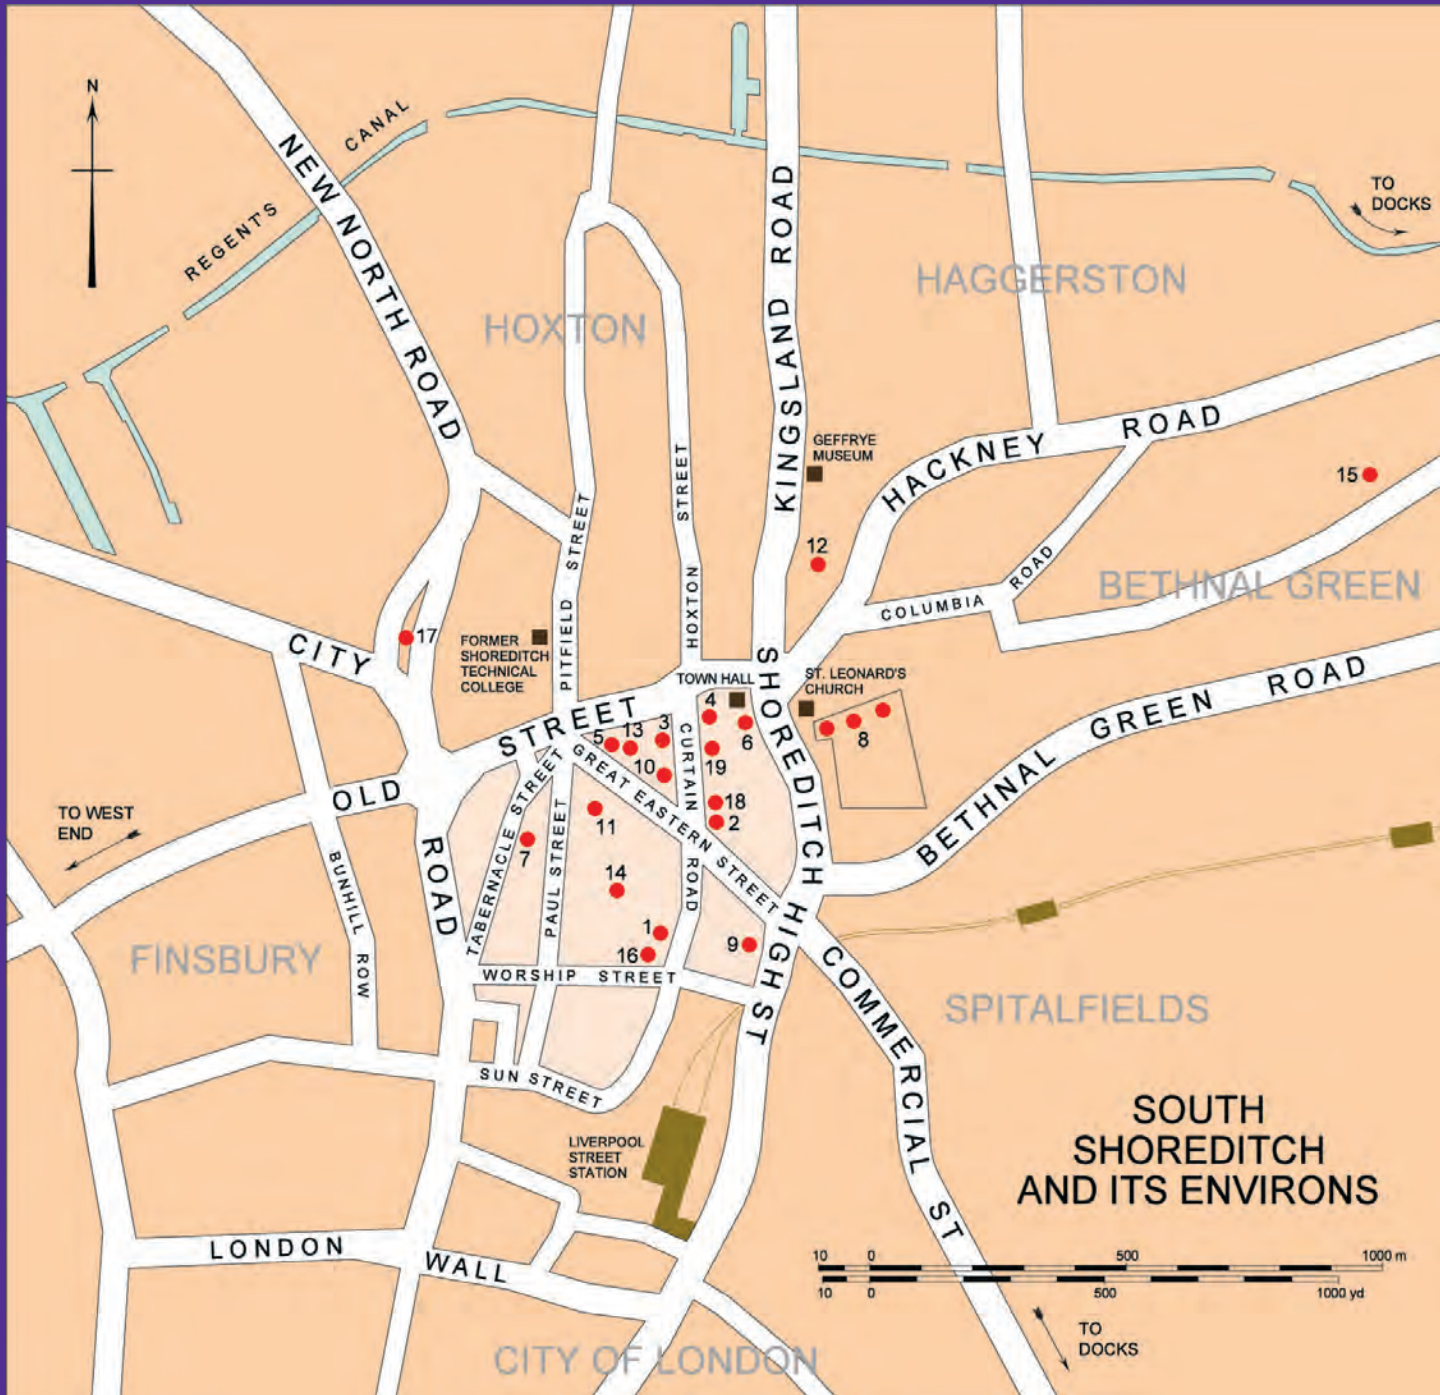 N
REGENT'S
CANAL
NEW NORTH ROAD
HOXTON
KINGSLAND ROAD
HAGGERSTON
TO
DOCKS
PITFIELD STREET
HOXTON STREET
GEFFRYE
MUSEUM
HACKNEY ROAD
15
12
COLUMBIA ROAD
BETHNAL GREEN
CITY ROAD
17
FORMER
SHOREDITCH
TECHNICAL
COLLEGE
TOWN HALL
ST. LEONARD'S
CHURCH
OLD STREET
SHOREDITCH HIGH ST
BETHNAL GREEN ROAD
4
6
8
5
13
3
10
19
18
2
CURTAIN ROAD
GREAT EASTERN STREET
TABERNACLE STREET
PAUL STREET
11
7
14
1
16
9
TO WEST
END
BUNHILL ROW
FINSBURY
WORSHIP STREET
COMMERCIAL ST
SPITALFIELDS
SUN STREET
LIVERPOOL
STREET
STATION
SOUTH
SHOREDITCH
AND ITS ENVIRONS
LONDON WALL
10 0 500 1000 m
10 0 500 1000 yd
TO
DOCKS
CITY OF LONDON